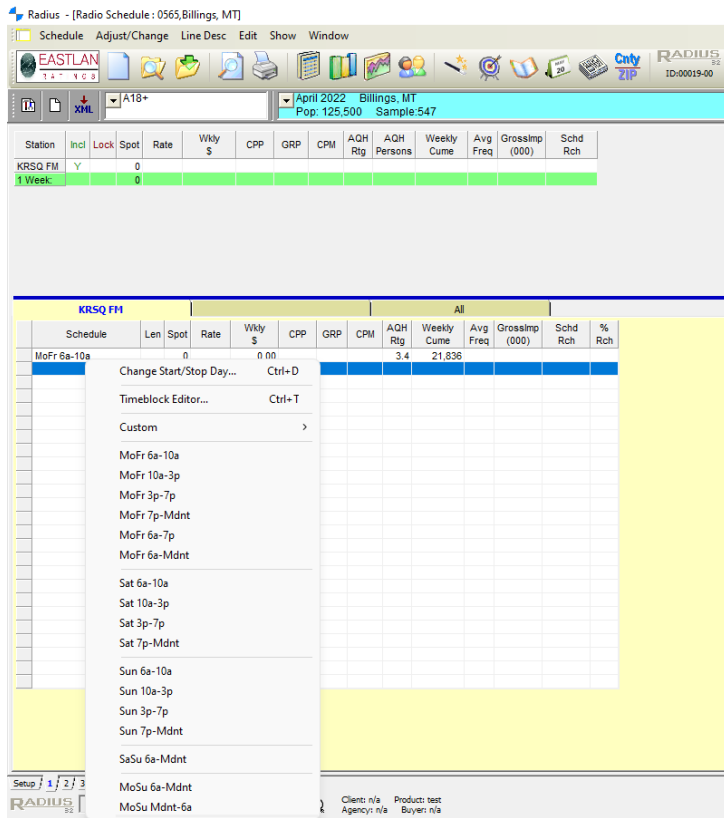 Radius - [Radio Schedule : 0565,Billings, MT]
Schedule Adjust/Change Line Desc Edit Show Window
EASTLAN
RATINGS
Cnty
ZIP
RADIUS
92
ID:00019-00
XML
A18+
April 2022 Billings, MT
Pop: 125,500 Sample:547
Station Incl Lock Spot Rate Wkly $ CPP GRP CPM AQH Rtg AQH Persons Weekly Cume Avg Freq GrossImp (000) Schd Rch
KRSQ FM Y 0
1 Week: 0
KRSQ FM All
Schedule Len Spot Rate Wkly $ CPP GRP CPM AQH Rtg Weekly Cume Avg Freq GrossImp (000) Schd Rch % Rch
MoFr 6a-10a 0 0.00 3.4 21,836
Change Start/Stop Day... Ctrl+D
Timeblock Editor... Ctrl+T
Custom >
MoFr 6a-10a
MoFr 10a-3p
MoFr 3p-7p
MoFr 7p-Mdnt
MoFr 6a-7p
MoFr 6a-Mdnt
Sat 6a-10a
Sat 10a-3p
Sat 3p-7p
Sat 7p-Mdnt
Sun 6a-10a
Sun 10a-3p
Sun 3p-7p
Sun 7p-Mdnt
SaSu 6a-Mdnt
MoSu 6a-Mdnt
MoSu Mdnt-6a
Setup 1 2 3
RADIUS
92
Client: n/a Product: test
Agency: n/a Buyer: n/a